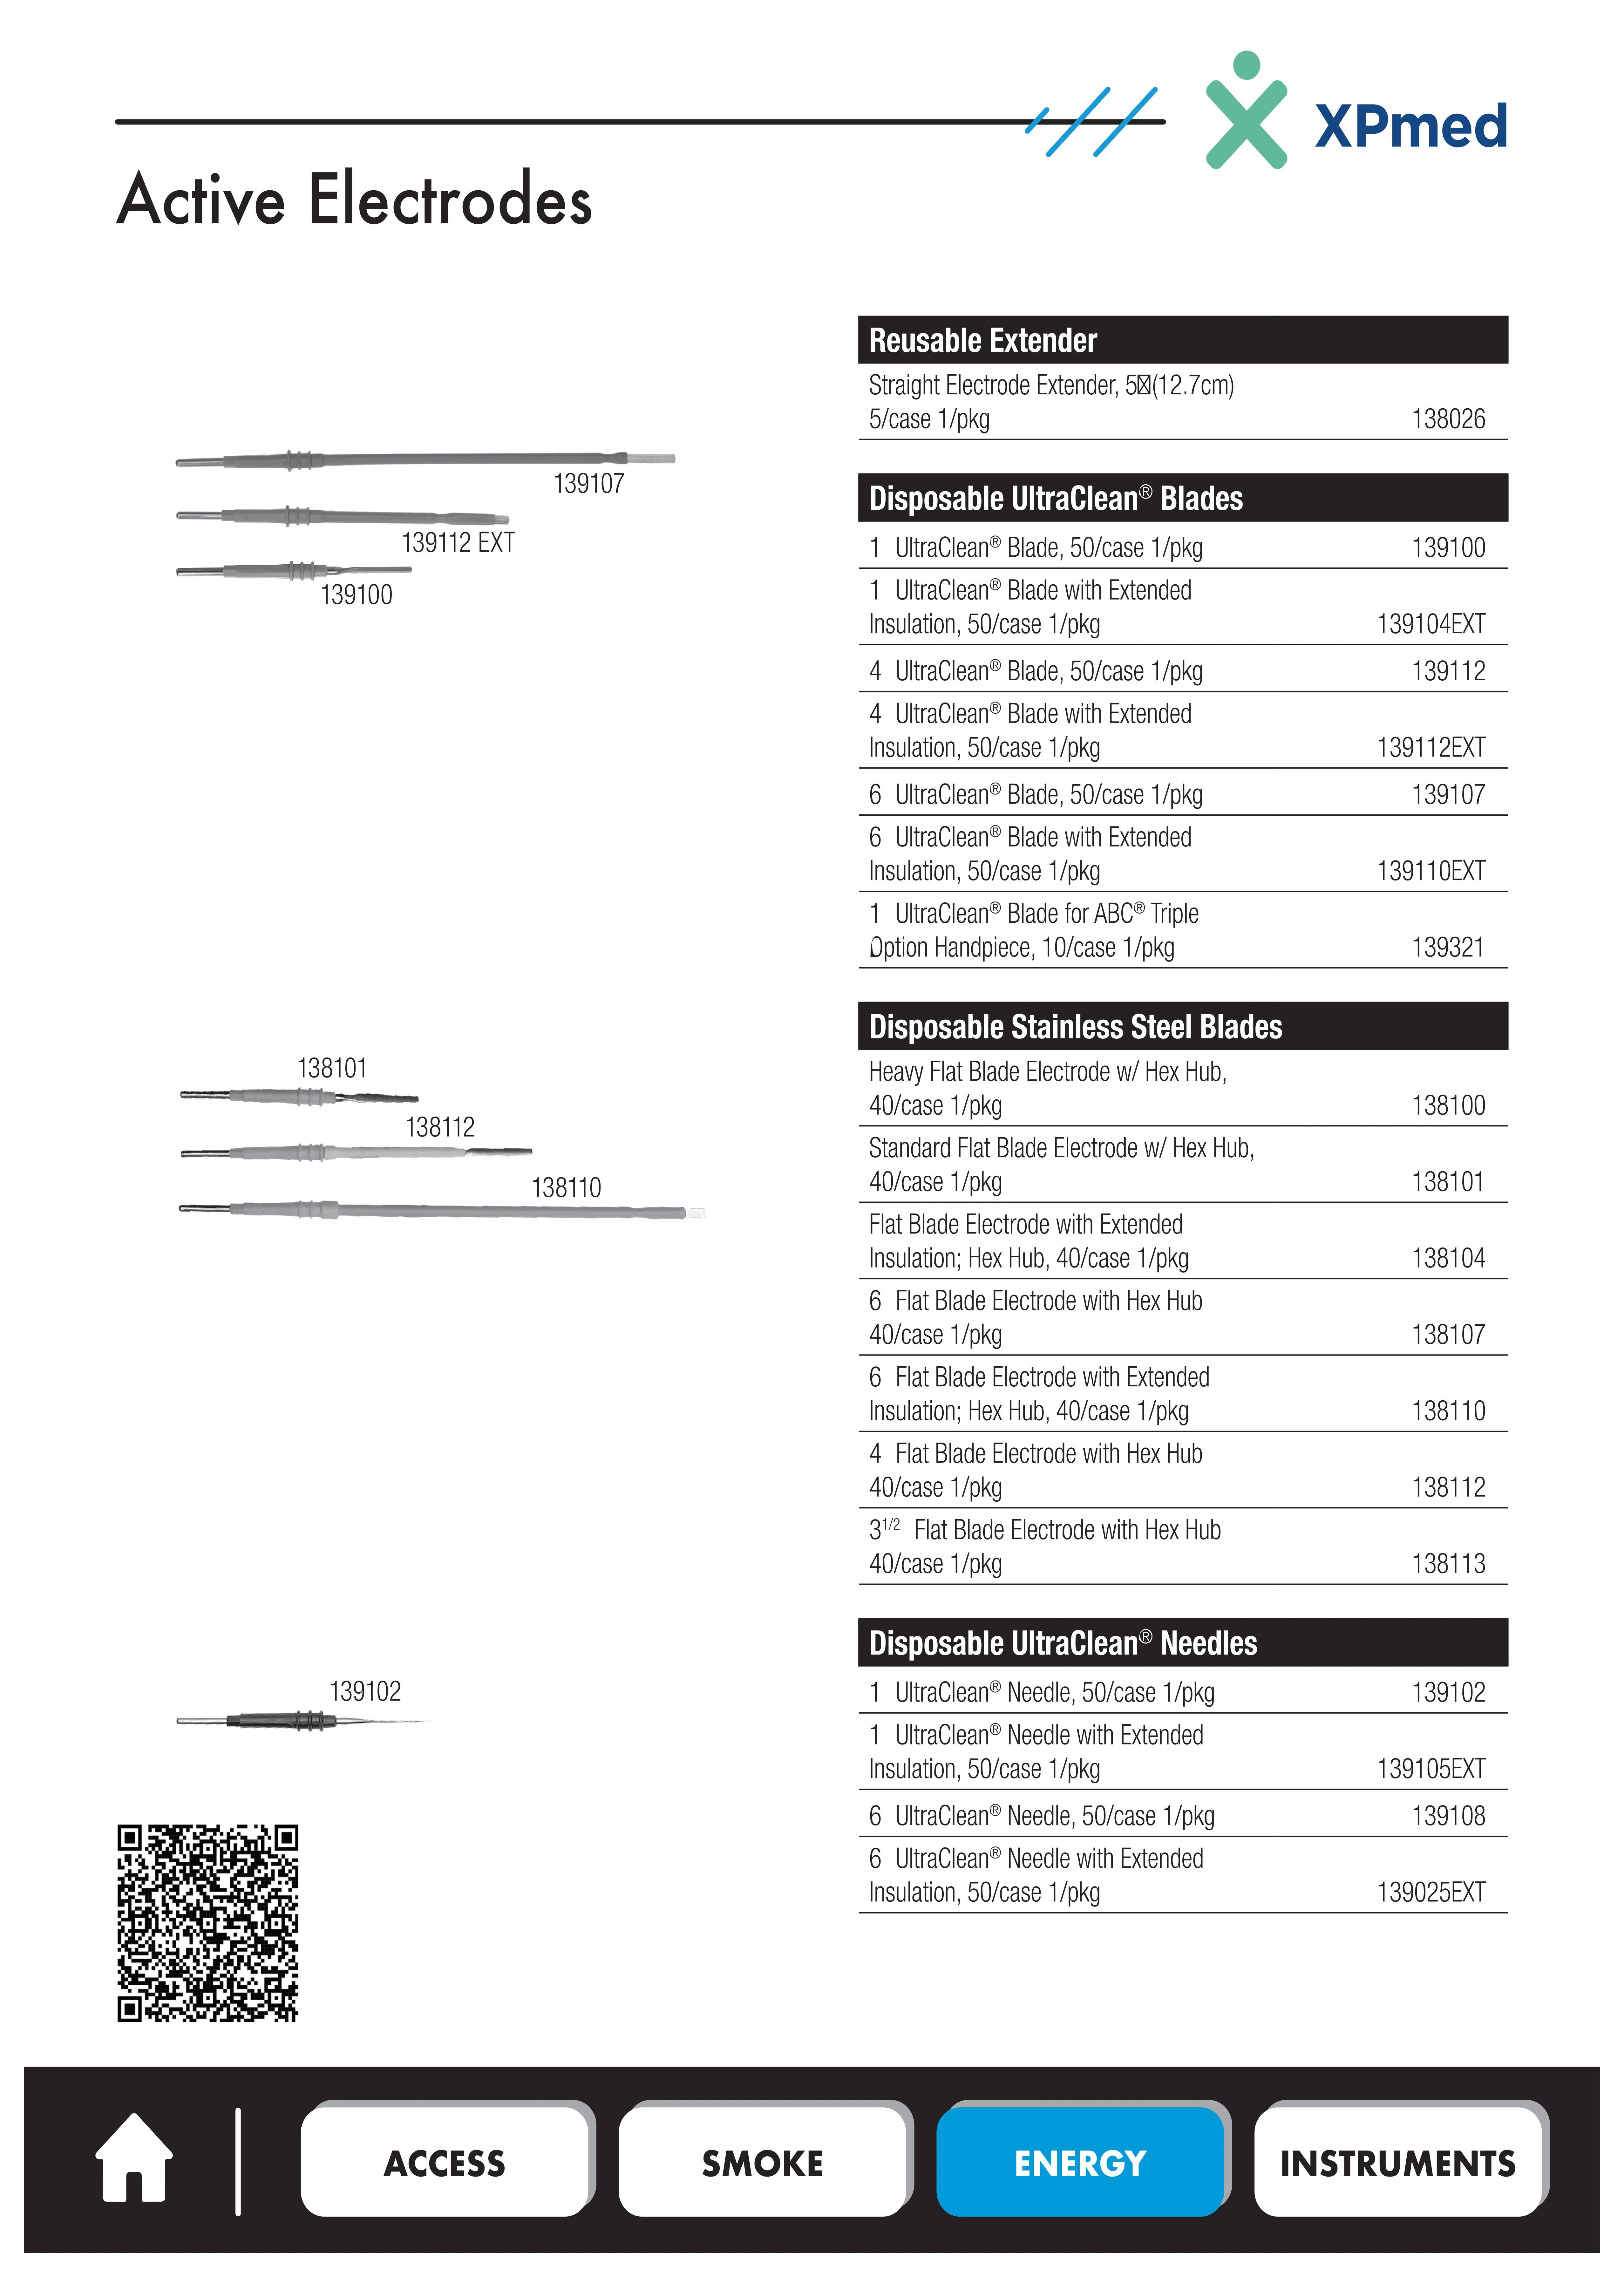 XPmed
Active Electrodes
139107
139112 EXT
139100
138101
138112
138110
139102
Reusable Extender
Straight Electrode Extender, 5(12.7cm)
5/case 1/pkg 138026
Disposable UltraClean® Blades
1 UltraClean® Blade, 50/case 1/pkg 139100
1 UltraClean® Blade with Extended
Insulation, 50/case 1/pkg 139104EXT
4 UltraClean® Blade, 50/case 1/pkg 139112
4 UltraClean® Blade with Extended
Insulation, 50/case 1/pkg 139112EXT
6 UltraClean® Blade, 50/case 1/pkg 139107
6 UltraClean® Blade with Extended
Insulation, 50/case 1/pkg 139110EXT
1 UltraClean® Blade for ABC® Triple
Option Handpiece, 10/case 1/pkg 139321
Disposable Stainless Steel Blades
Heavy Flat Blade Electrode w/ Hex Hub,
40/case 1/pkg 138100
Standard Flat Blade Electrode w/ Hex Hub,
40/case 1/pkg 138101
Flat Blade Electrode with Extended
Insulation; Hex Hub, 40/case 1/pkg 138104
6 Flat Blade Electrode with Hex Hub
40/case 1/pkg 138107
6 Flat Blade Electrode with Extended
Insulation; Hex Hub, 40/case 1/pkg 138110
4 Flat Blade Electrode with Hex Hub
40/case 1/pkg 138112
3 1/2 Flat Blade Electrode with Hex Hub
40/case 1/pkg 138113
Disposable UltraClean® Needles
1 UltraClean® Needle, 50/case 1/pkg 139102
1 UltraClean® Needle with Extended
Insulation, 50/case 1/pkg 139105EXT
6 UltraClean® Needle, 50/case 1/pkg 139108
6 UltraClean® Needle with Extended
Insulation, 50/case 1/pkg 139025EXT
ACCESS
SMOKE
ENERGY
INSTRUMENTS